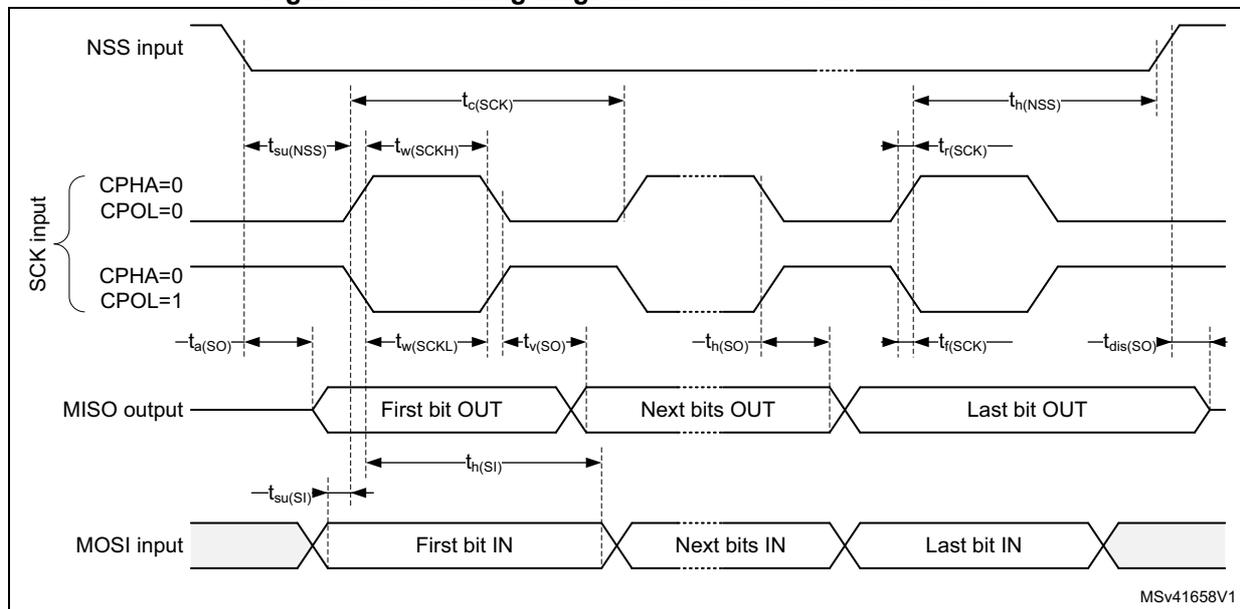 NSS input
tc(SCK)
th(NSS)
tsu(NSS)
tw(SCKH)
tr(SCK)
SCK input
CPHA=0
CPOL=0
CPHA=0
CPOL=1
ta(SO)
tw(SCKL)
tv(SO)
th(SO)
tf(SCK)
tdis(SO)
MISO output
First bit OUT
Next bits OUT
Last bit OUT
th(SI)
tsu(SI)
MOSI input
First bit IN
Next bits IN
Last bit IN
MSv41658V1